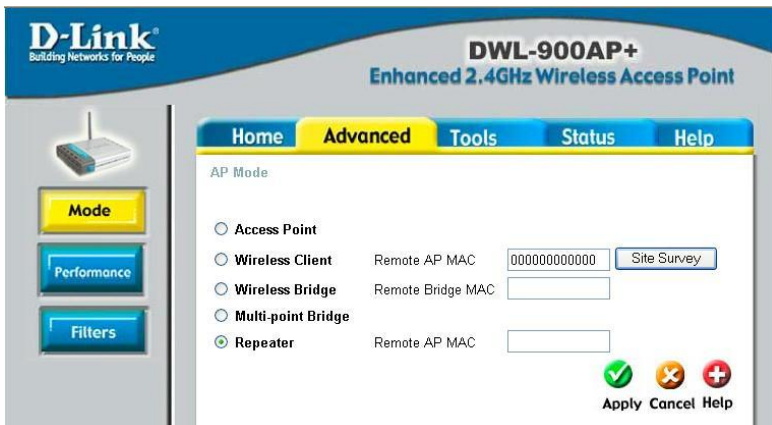 D-Link
Building Networks for People
DWL-900AP+
Enhanced 2.4GHz Wireless Access Point
Home Advanced Tools Status Help
Mode
Performance
Filters
AP Mode
Access Point
Wireless Client Remote AP MAC 000000000000 Site Survey
Wireless Bridge Remote Bridge MAC
Multi-point Bridge
Repeater Remote AP MAC
Apply Cancel Help